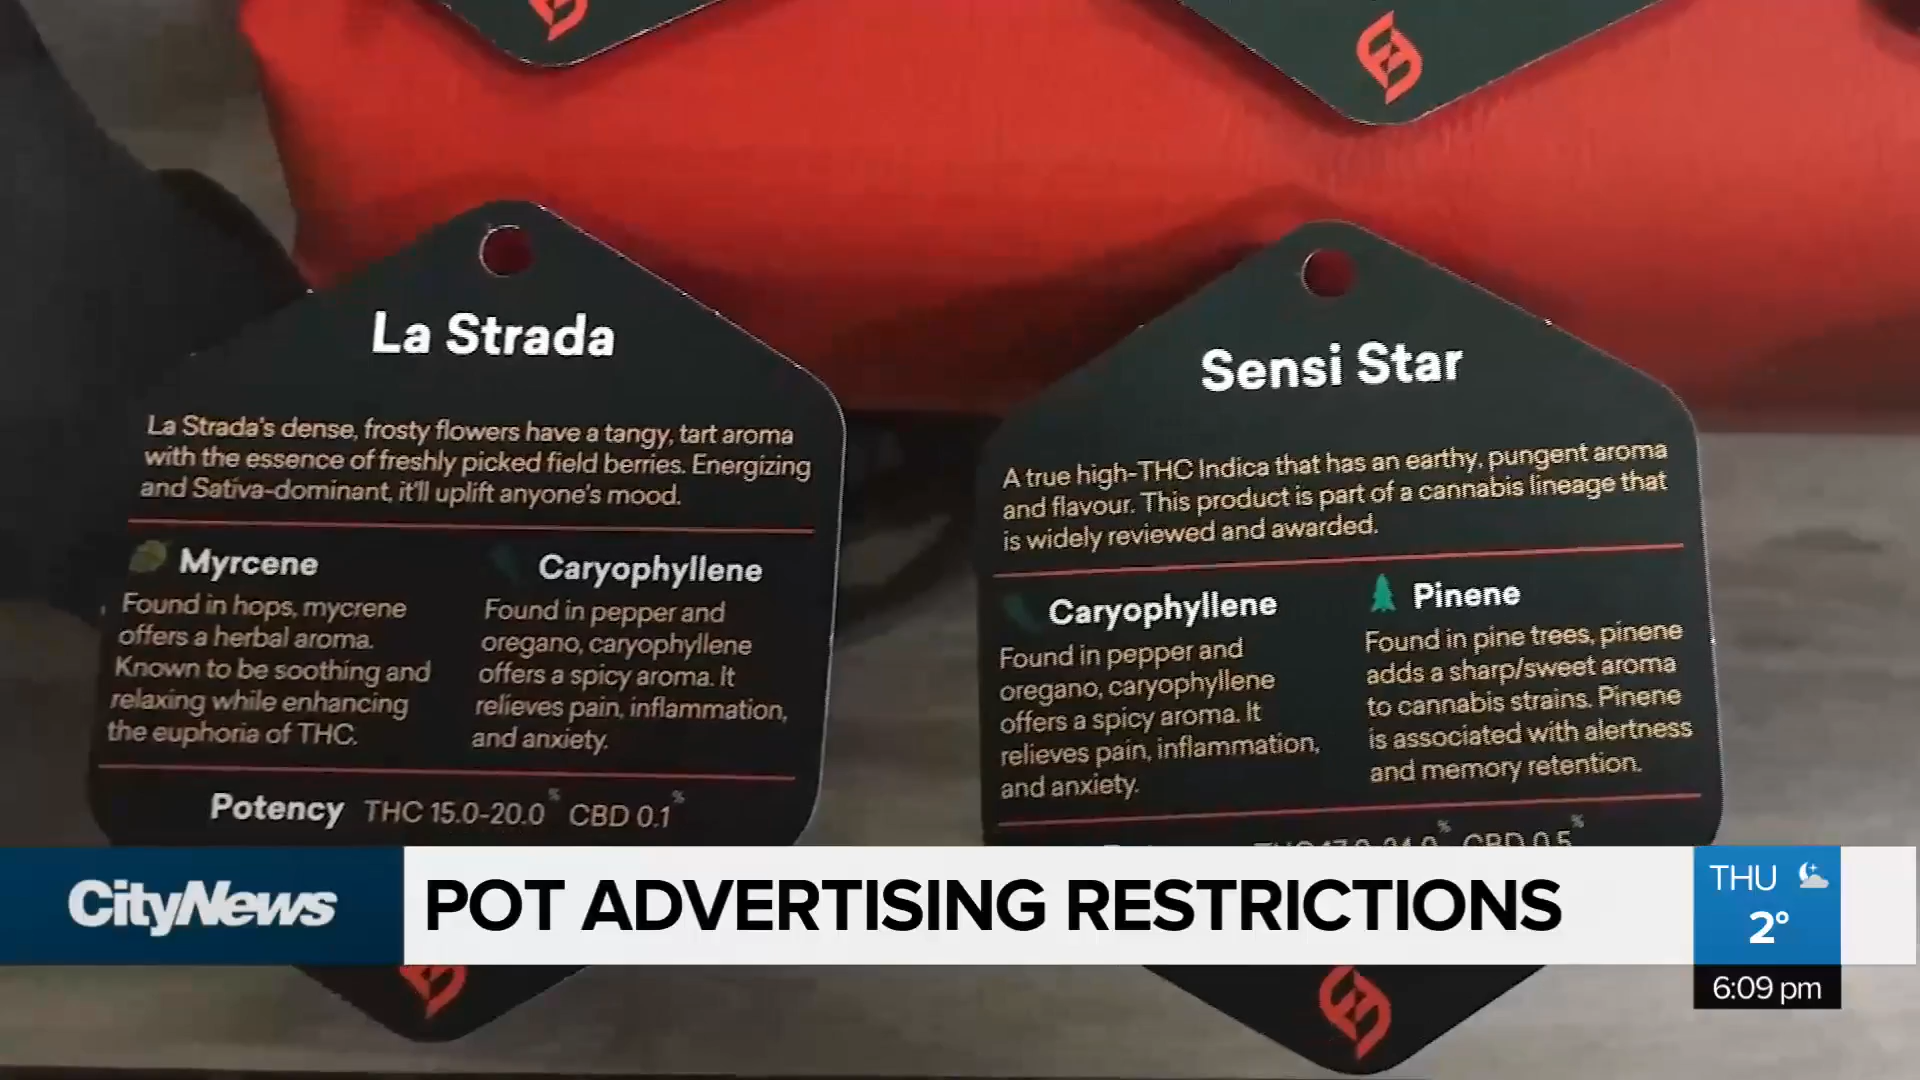 La Strada
La Strada's dense, frosty flowers have a tangy, tart aroma
with the essence of freshly picked field berries. Energizing
and Sativa-dominant, it'll uplift anyone's mood.
Myrcene
Found in hops, mycrene
offers a herbal aroma.
Known to be soothing and
relaxing while enhancing
the euphoria of THC.
Caryophyllene
Found in pepper and
oregano, caryophyllene
offers a spicy aroma. It
relieves pain, inflammation,
and anxiety.
Potency THC 15.0-20.0% CBD 0.1%
Sensi Star
A true high-THC Indica that has an earthy, pungent aroma
and flavour. This product is part of a cannabis lineage that
is widely reviewed and awarded.
Caryophyllene
Found in pepper and
oregano, caryophyllene
offers a spicy aroma. It
relieves pain, inflammation,
and anxiety.
Pinene
Found in pine trees, pinene
adds a sharp/sweet aroma
to cannabis strains. Pinene
is associated with alertness
and memory retention.
CBD 0.5%
CityNews
POT ADVERTISING RESTRICTIONS
THU
2°
6:09 pm